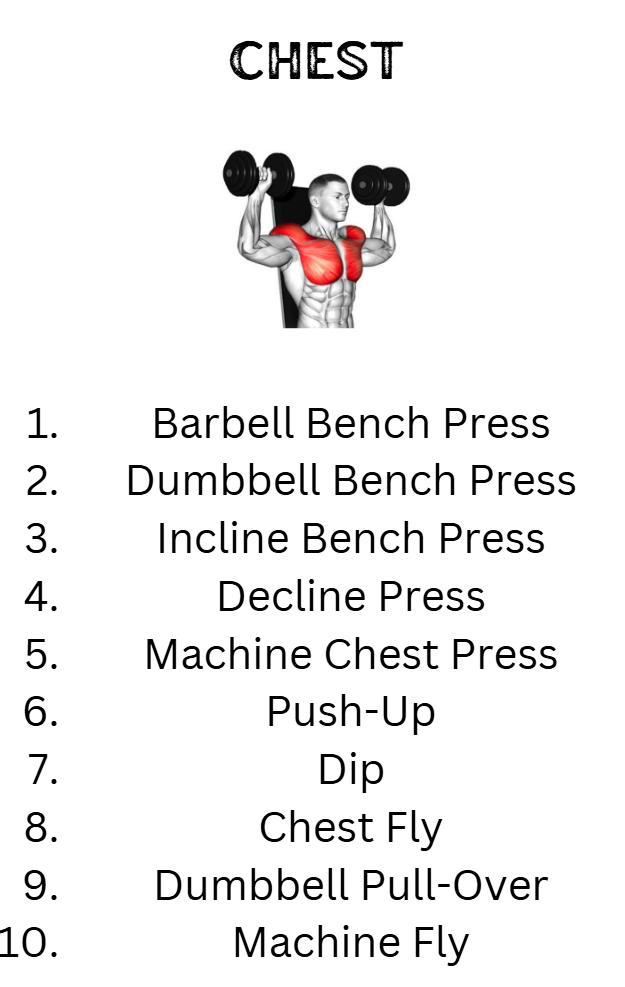 CHEST
1. Barbell Bench Press
2. Dumbbell Bench Press
3. Incline Bench Press
4. Decline Press
5. Machine Chest Press
6. Push-Up
7. Dip
8. Chest Fly
9. Dumbbell Pull-Over
10. Machine Fly